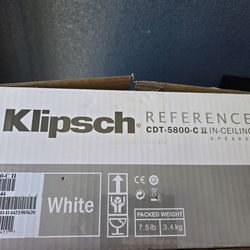 Klipsch® REFERENCE
CDT-5800-C II IN-CEILING
SPEAKER
0-C II
44
White
PACKED WEIGHT
7.5 lb 3.4 kg